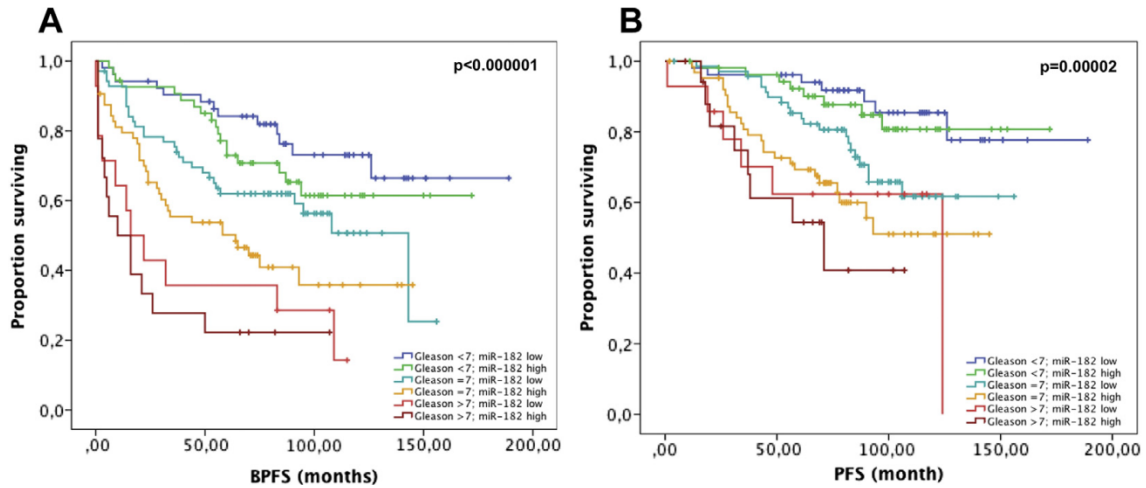 A
p<0.000001
Proportion surviving
1,0
0,8
0,6
0,4
0,2
0,0
Gleason <7; miR-182 low
Gleason <7; miR-182 high
Gleason =7; miR-182 low
Gleason =7; miR-182 high
Gleason >7; miR-182 low
Gleason >7; miR-182 high
,00
50,00
100,00
150,00
200,00
BPFS (months)
B
p=0.00002
Proportion surviving
1,0
0,8
0,6
0,4
0,2
0,0
Gleason <7; miR-182 low
Gleason <7; miR-182 high
Gleason =7; miR-182 low
Gleason =7; miR-182 high
Gleason >7; miR-182 low
Gleason >7; miR-182 high
,00
50,00
100,00
150,00
200,00
PFS (month)